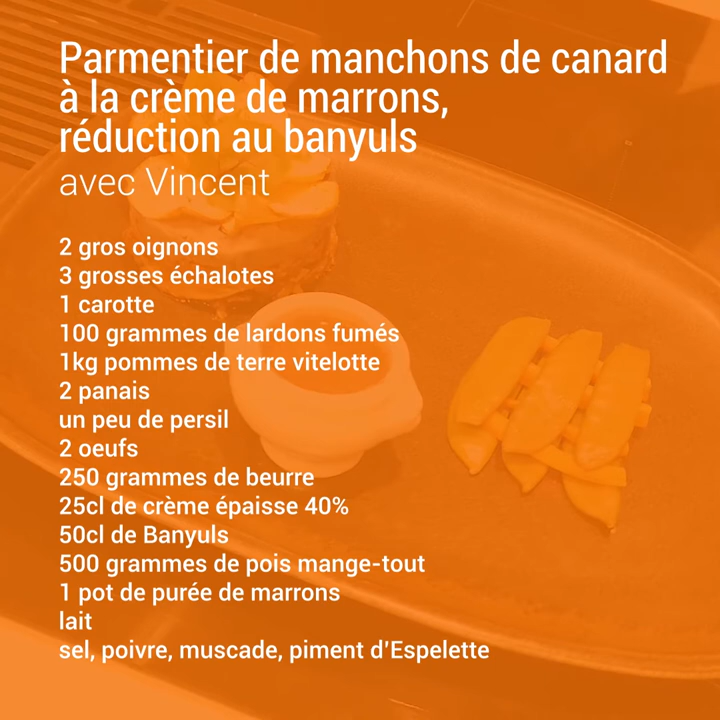 Parmentier de manchons de canard
à la crème de marrons,
réduction au banyuls
avec Vincent
2 gros oignons
3 grosses échalotes
1 carotte
100 grammes de lardons fumés
1kg pommes de terre vitelotte
2 panais
un peu de persil
2 oeufs
250 grammes de beurre
25cl de crème épaisse 40%
50cl de Banyuls
500 grammes de pois mange-tout
1 pot de purée de marrons
lait
sel, poivre, muscade, piment d'Espelette